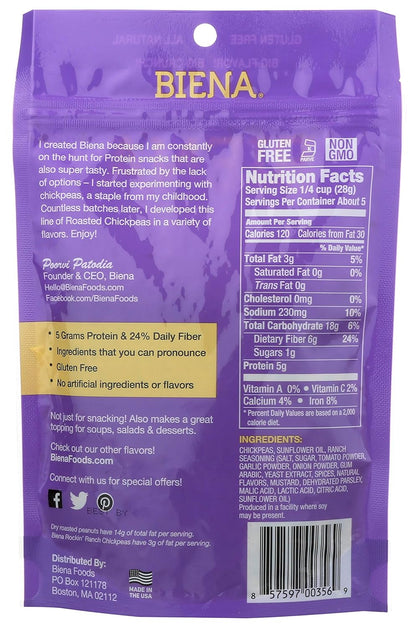 GLUTEN FREE | ALL NATURAL
BIG FLAVOR! BIG CRUNCH!
BIENA®
I created Biena because I am constantly
on the hunt for Protein snacks that are
also super tasty. Frustrated by the lack
of options – I started experimenting with
chickpeas, a staple from my childhood.
Countless batches later, I developed this
line of Roasted Chickpeas in a variety of
flavors. Enjoy!
Poorvi Patodia
Founder & CEO, Biena
Hello@BienaFoods.com
Facebook.com/BienaFoods
• 5 Grams Protein & 24% Daily Fiber
• Ingredients that you can pronounce
• Gluten Free
• No artificial ingredients or flavors
Not just for snacking! Also makes a great
topping for soups, salads & desserts.
Check out our other flavors!
BienaFoods.com.
Connect with us for special offers!
Dry roasted peanuts have 14g of total fat per serving.
Biena Rockin' Ranch Chickpeas have 3g of fat per serving.
Distributed By:
Biena Foods
PO BOX 121178
Boston, MA 02112
MADE IN
THE USA
GLUTEN
FREE
PARVE
NON
GMO
Nutrition Facts
Serving Size 1/4 cup (28g)
Servings Per Container About 5
Amount Per Serving
Calories 120 Calories from Fat 30
% Daily Value*
Total Fat 3g 5%
Saturated Fat 0g 0%
Trans Fat 0g
Cholesterol 0mg 0%
Sodium 230mg 10%
Total Carbohydrate 18g 6%
Dietary Fiber 6g 24%
Sugars 1g
Protein 5g
Vitamin A 0% • Vitamin C 2%
Calcium 4% • Iron 8%
* Percent Daily Values are based on a 2,000
calorie diet.
INGREDIENTS:
CHICKPEAS, SUNFLOWER OIL, RANCH
SEASONING (SALT, SUGAR, TOMATO POWDER,
GARLIC POWDER, ONION POWDER, GUM
ARABIC, YEAST EXTRACT, SPICES, NATURAL
FLAVORS, MUSTARD, DEHYDRATED PARSLEY,
MALIC ACID, LACTIC ACID, CITRIC ACID,
SUNFLOWER OIL).
Produced in a facility where soy
may be present.
8 57597 00356 9